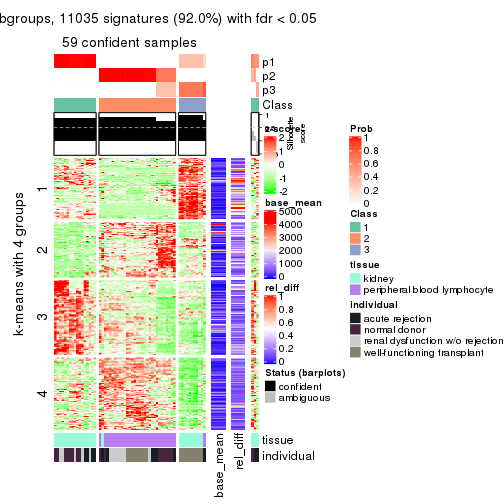 bgroups, 11035 signatures (92.0%) with fdr < 0.05
59 confident samples
p1
p2
p3
Class
1
Silhouette
score
k-means with 4 groups
1
2
3
4
tissue
individual
base_mean
rel_diff
z-score
2
1
0
-1
-2
base_mean
5000
4000
3000
2000
1000
0
rel_diff
1
0.8
0.6
0.4
0.2
0
Status (barplots)
confident
ambiguous
Prob
1
0.8
0.6
0.4
0.2
0
Class
1
2
3
tissue
kidney
peripheral blood lymphocyte
individual
acute rejection
normal donor
renal dysfunction w/o rejection
well-functioning transplant